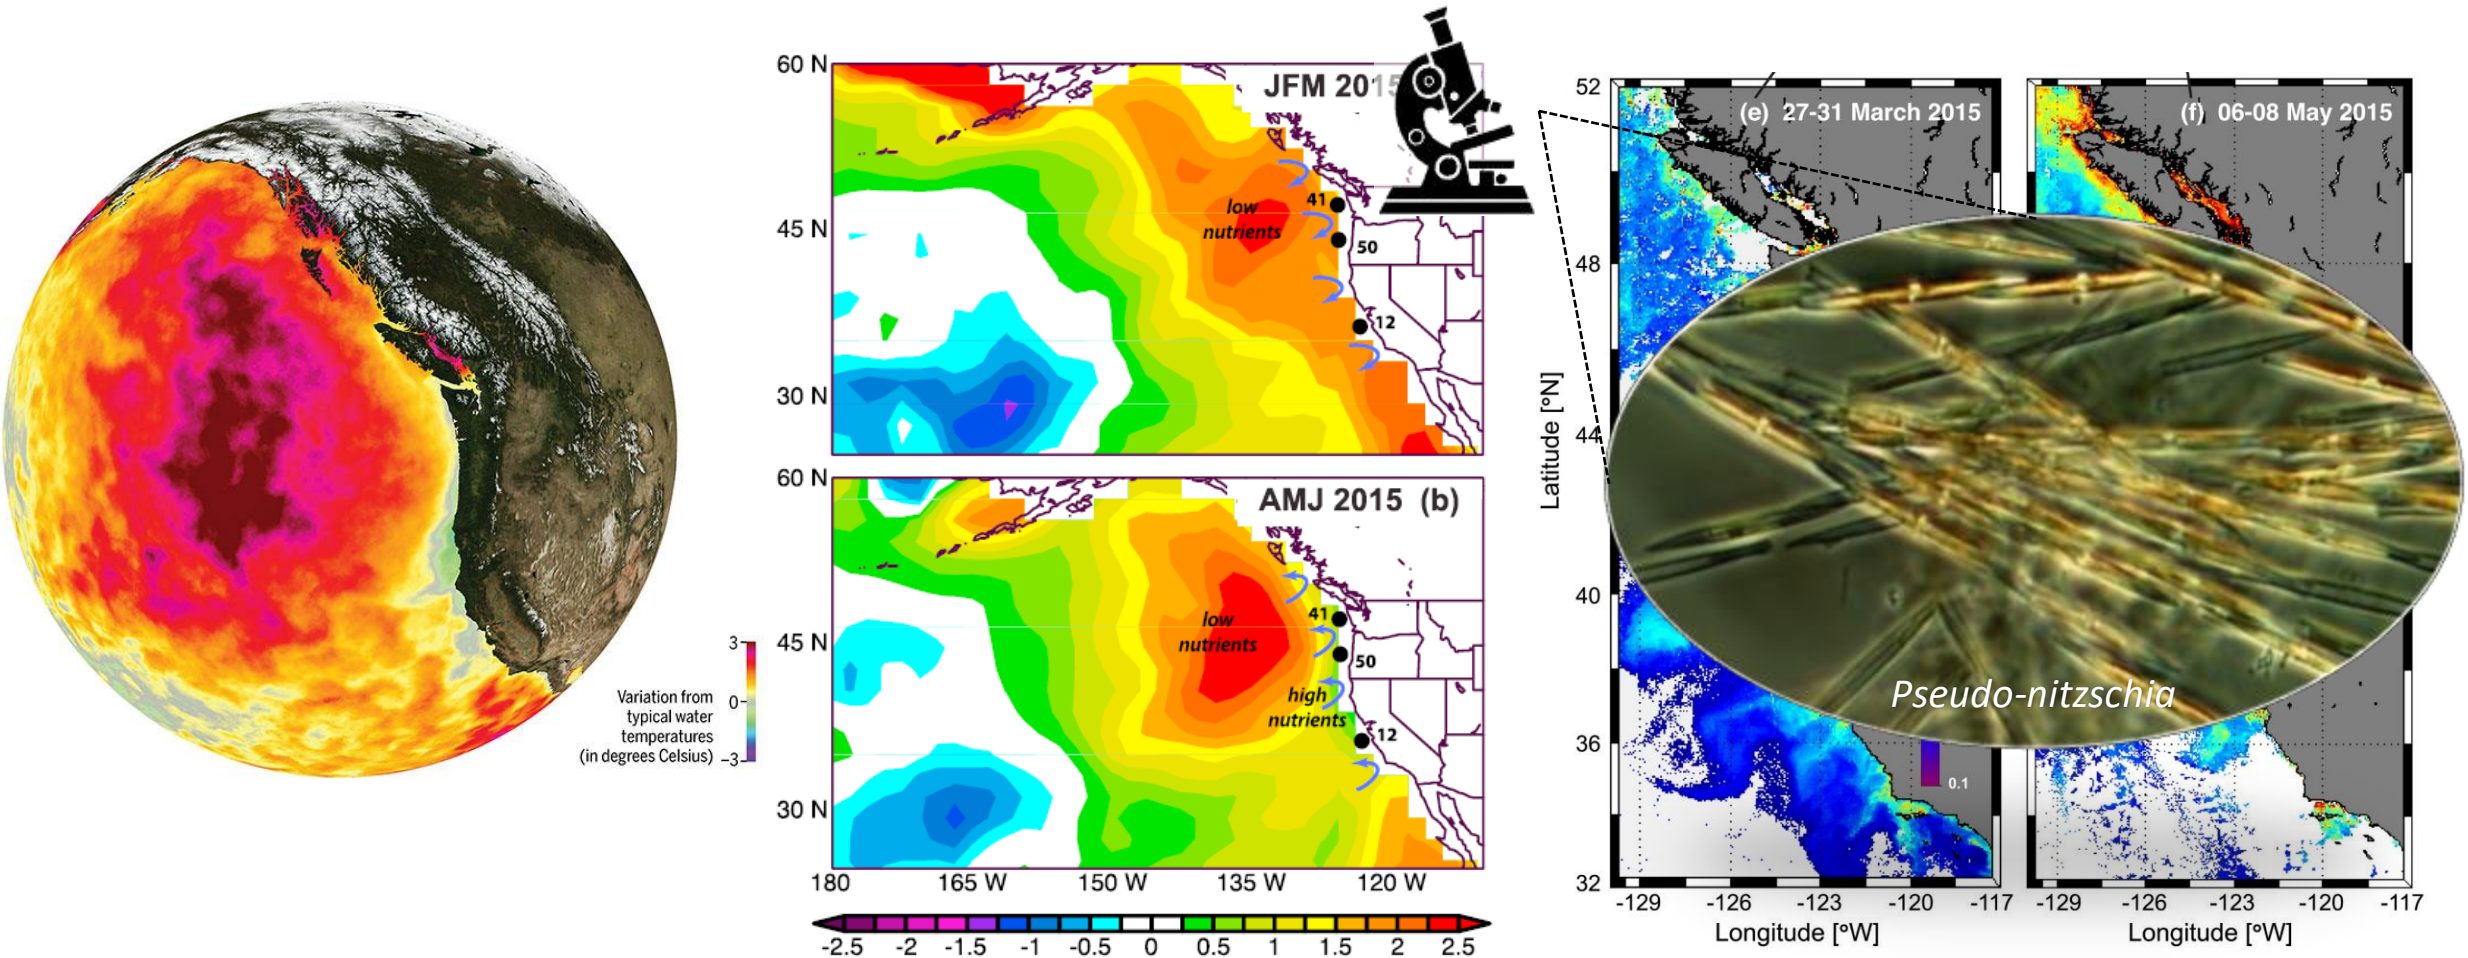 Variation from
typical water
temperatures
(in degrees Celsius)
3
0
−3
60 N
45 N
30 N
JFM 2015
low
nutrients
41
50
12
60 N
45 N
30 N
AMJ 2015 (b)
low
nutrients
high
nutrients
41
50
12
180 165 W 150 W 135 W 120 W
-2.5 -2 -1.5 -1 -0.5 0 0.5 1 1.5 2 2.5
Latitude [°N]
52
48
44
40
36
32
(e) 27-31 March 2015
(f) 06-08 May 2015
Pseudo-nitzschia
0.1
-129 -126 -123 -120 -117
Longitude [°W]
-129 -126 -123 -120 -117
Longitude [°W]